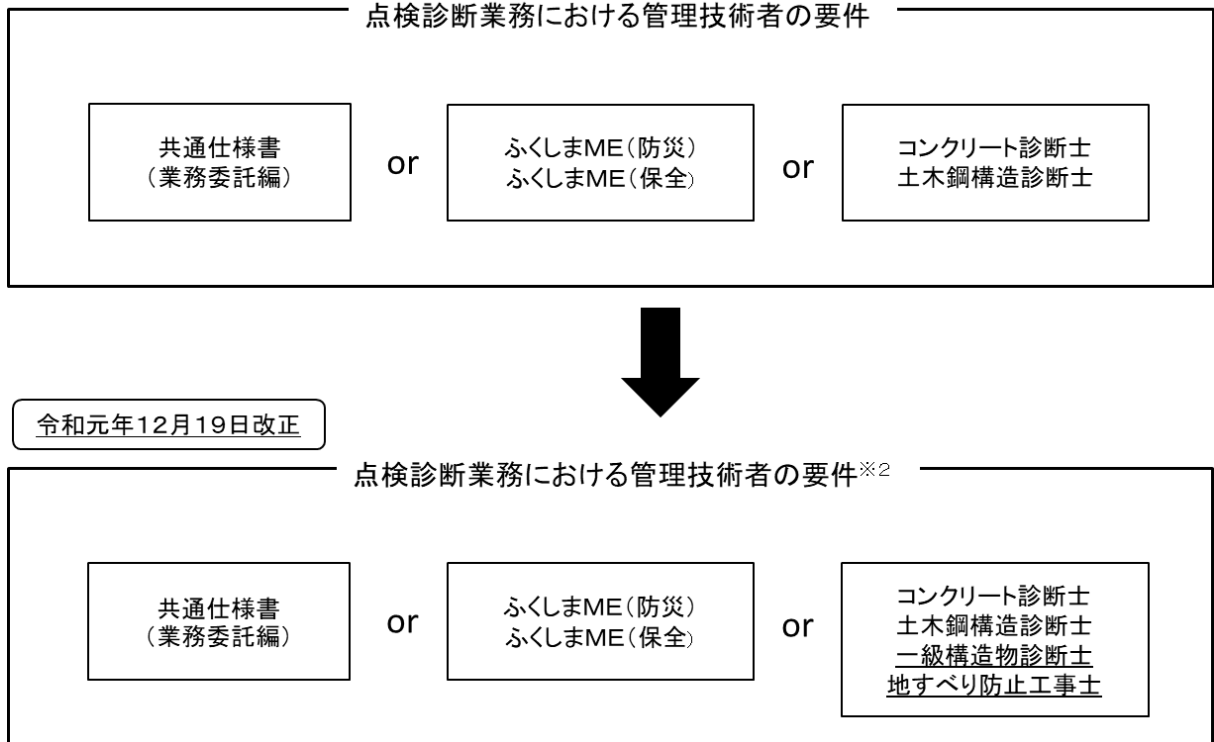 点検診断業務における管理技術者の要件
共通仕様書
（業務委託編）
or
ふくしまＭＥ（防災）
ふくしまＭＥ（保全）
or
コンクリート診断士
土木鋼構造診断士
令和元年１２月１９日改正
点検診断業務における管理技術者の要件※２
共通仕様書
（業務委託編）
or
ふくしまＭＥ（防災）
ふくしまＭＥ（保全）
or
コンクリート診断士
土木鋼構造診断士
一級構造物診断士
地すべり防止工事士